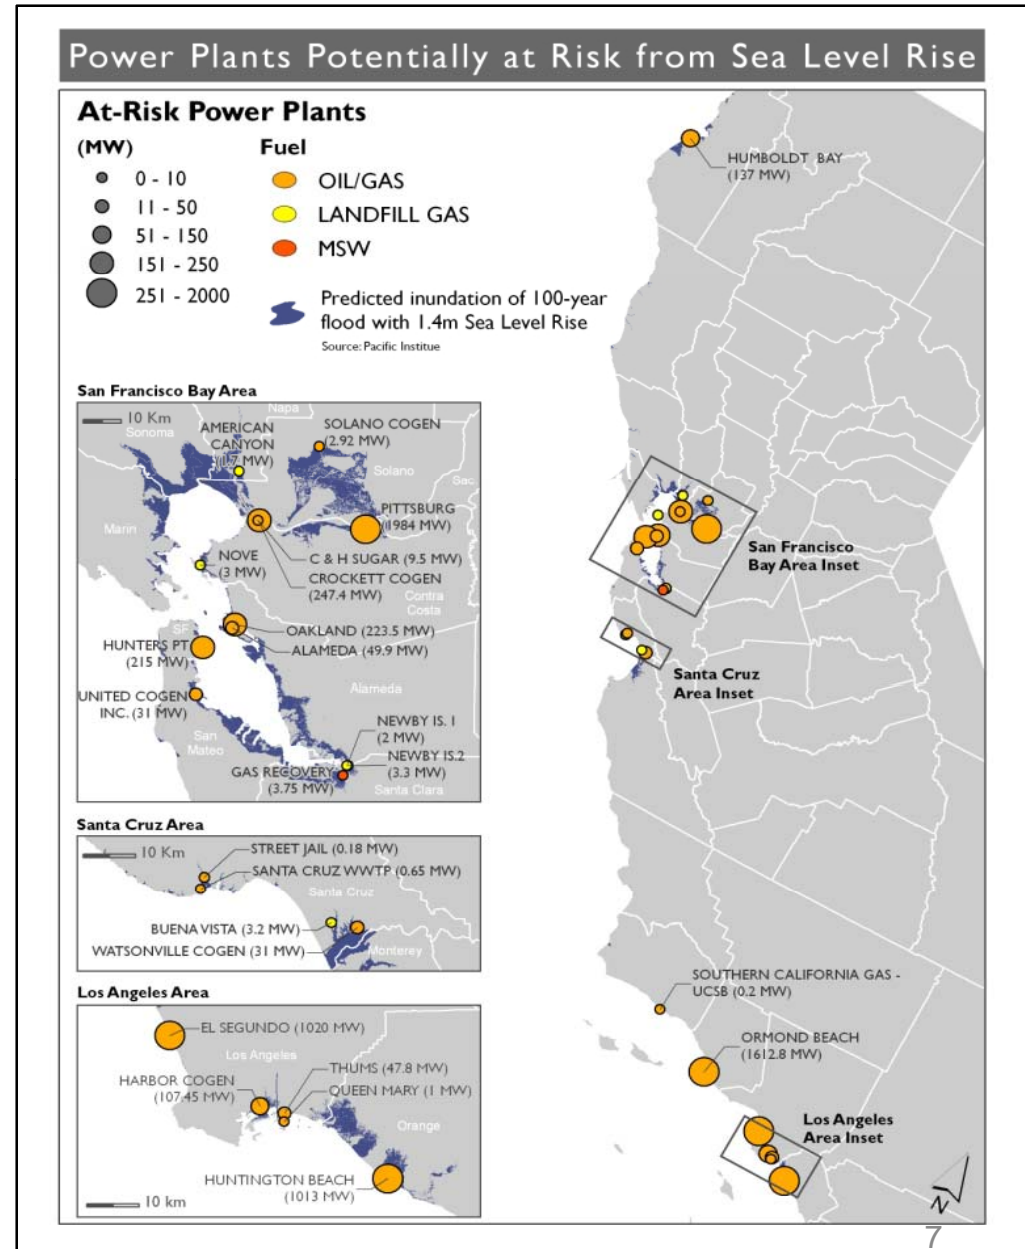 Power Plants Potentially at Risk from Sea Level Rise
At-Risk Power Plants
(MW)
0 - 10
11 - 50
51 - 150
151 - 250
251 - 2000
Fuel
OIL/GAS
LANDFILL GAS
MSW
Predicted inundation of 100-year
flood with 1.4m Sea Level Rise
Source: Pacific Institue
HUMBOLDT BAY
(137 MW)
San Francisco
Bay Area Inset
Santa Cruz
Area Inset
SOUTHERN CALIFORNIA GAS -
UCSB (0.2 MW)
ORMOND BEACH
(1612.8 MW)
Los Angeles
Area Inset
N
San Francisco Bay Area
10 Km
Napa
Sonoma
AMERICAN
CANYON
(1.7 MW)
SOLANO COGEN
(2.92 MW)
Solano
Sac
PITTSBURG
(1984 MW)
Marin
C & H SUGAR (9.5 MW)
NOVE
(3 MW)
CROCKETT COGEN
(247.4 MW)
Contra
Costa
SF
OAKLAND (223.5 MW)
ALAMEDA (49.9 MW)
HUNTERS PT
(215 MW)
Alameda
UNITED COGEN
INC. (31 MW)
San
Mateo
NEWBY IS. 1
(2 MW)
NEWBY IS.2
(3.3 MW)
GAS RECOVERY
(3.75 MW)
Santa Clara
Santa Cruz Area
10 Km
STREET JAIL (0.18 MW)
SANTA CRUZ WWTP (0.65 MW)
Santa Cruz
BUENA VISTA (3.2 MW)
WATSONVILLE COGEN (31 MW)
Monterey
Los Angeles Area
EL SEGUNDO (1020 MW)
Los Angeles
THUMS (47.8 MW)
HARBOR COGEN
(107.45 MW)
QUEEN MARY (1 MW)
Orange
HUNTINGTON BEACH
(1013 MW)
10 km
7